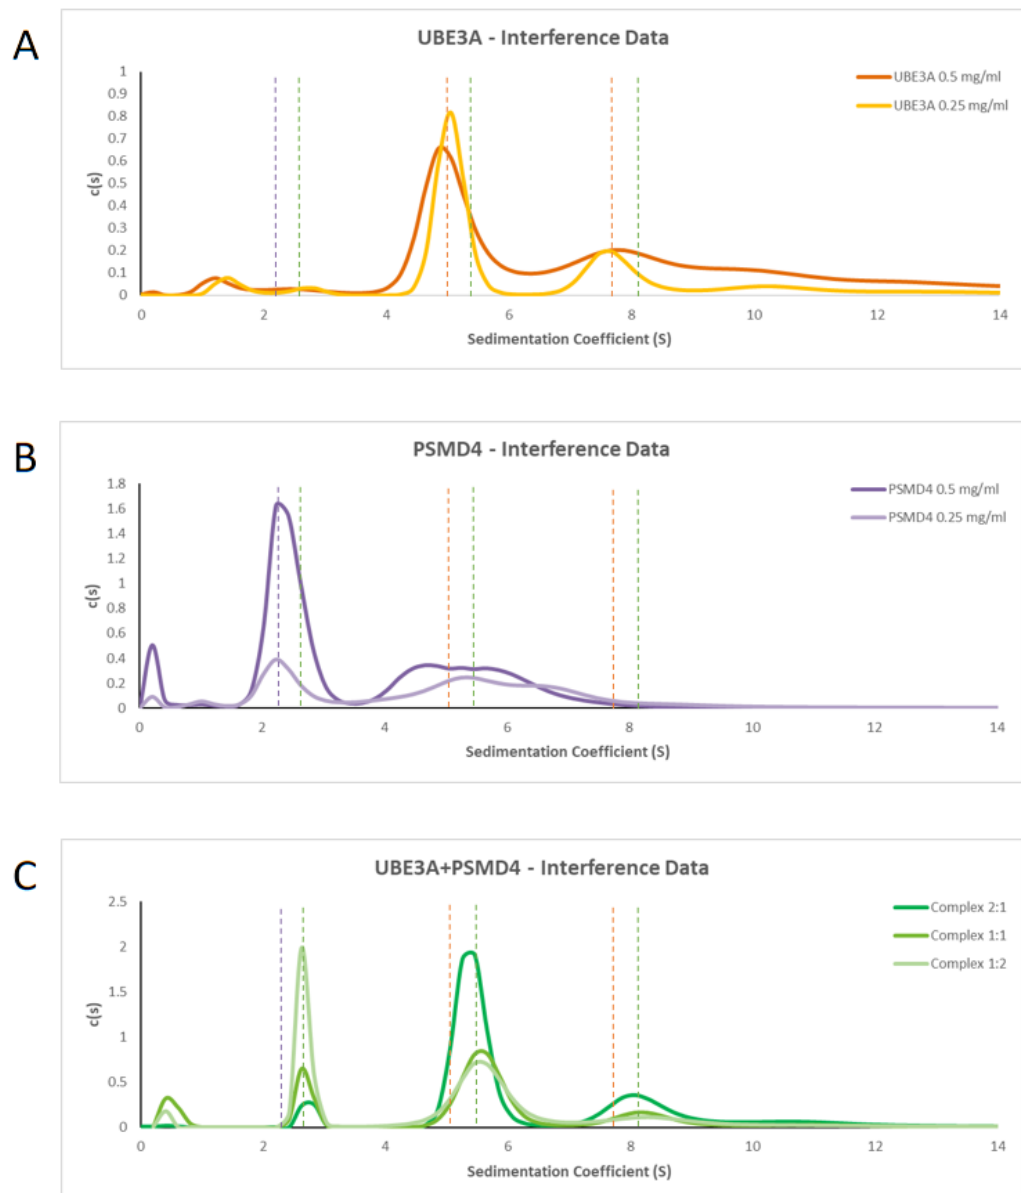 A
UBE3A - Interference Data
UBE3A 0.5 mg/ml
UBE3A 0.25 mg/ml
c(s)
1
0.9
0.8
0.7
0.6
0.5
0.4
0.3
0.2
0.1
0
0 2 4 6 8 10 12 14
Sedimentation Coefficient (S)
B
PSMD4 - Interference Data
PSMD4 0.5 mg/ml
PSMD4 0.25 mg/ml
c(s)
1.8
1.6
1.4
1.2
1
0.8
0.6
0.4
0.2
0
0 2 4 6 8 10 12 14
Sedimentation Coefficient (S)
C
UBE3A+PSMD4 - Interference Data
Complex 2:1
Complex 1:1
Complex 1:2
c(s)
2.5
2
1.5
1
0.5
0
0 2 4 6 8 10 12 14
Sedimentation Coefficient (S)